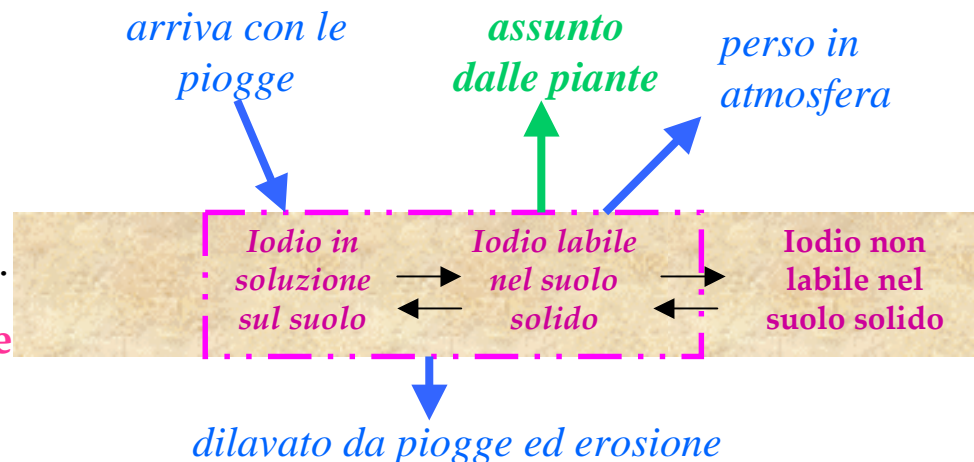 arriva con le
piogge
assunto
dalle piante
perso in
atmosfera
.
e
Iodio in
soluzione
sul suolo
Iodio labile
nel suolo
solido
Iodio non
labile nel
suolo solido
dilavato da piogge ed erosione